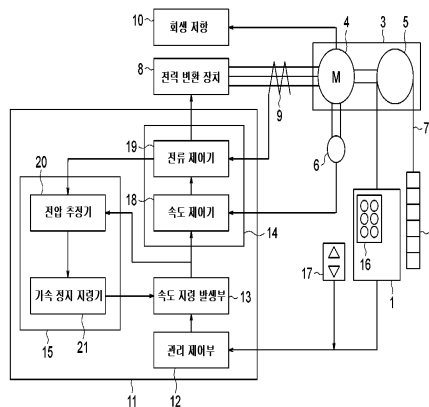 10
회생 저항
4
3
5
8
전력 변환 장치
M
7
9
19
전류 제어기
6
20
전압 추정기
18
속도 제어기
14
16
17
가속 정지 지령기
속도 지령 발생부
13
1
15
21
관리 제어부
11
12